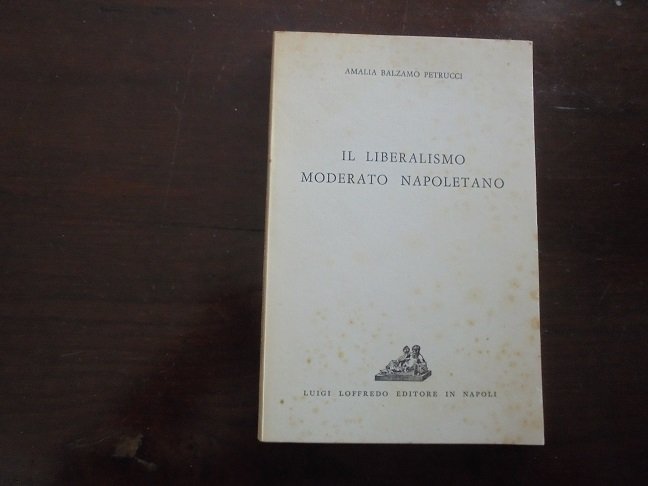 AMALIA BALZAMO PETRUCCI
IL LIBERALISMO
MODERATO NAPOLETANO
LUIGI LOFFREDO EDITORE IN NAPOLI